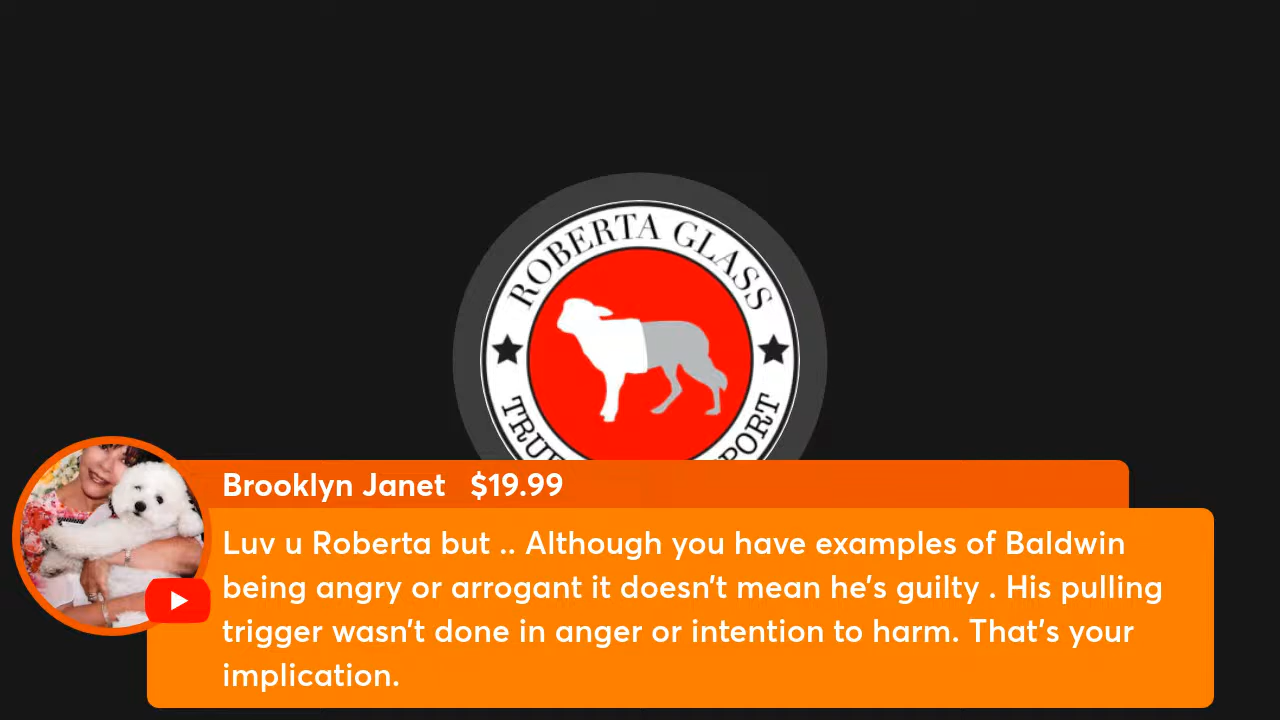 ROBERTA GLASS
TRUE
PORT
Brooklyn Janet $19.99
Luv u Roberta but .. Although you have examples of Baldwin
being angry or arrogant it doesn't mean he's guilty . His pulling
trigger wasn't done in anger or intention to harm. That's your
implication.